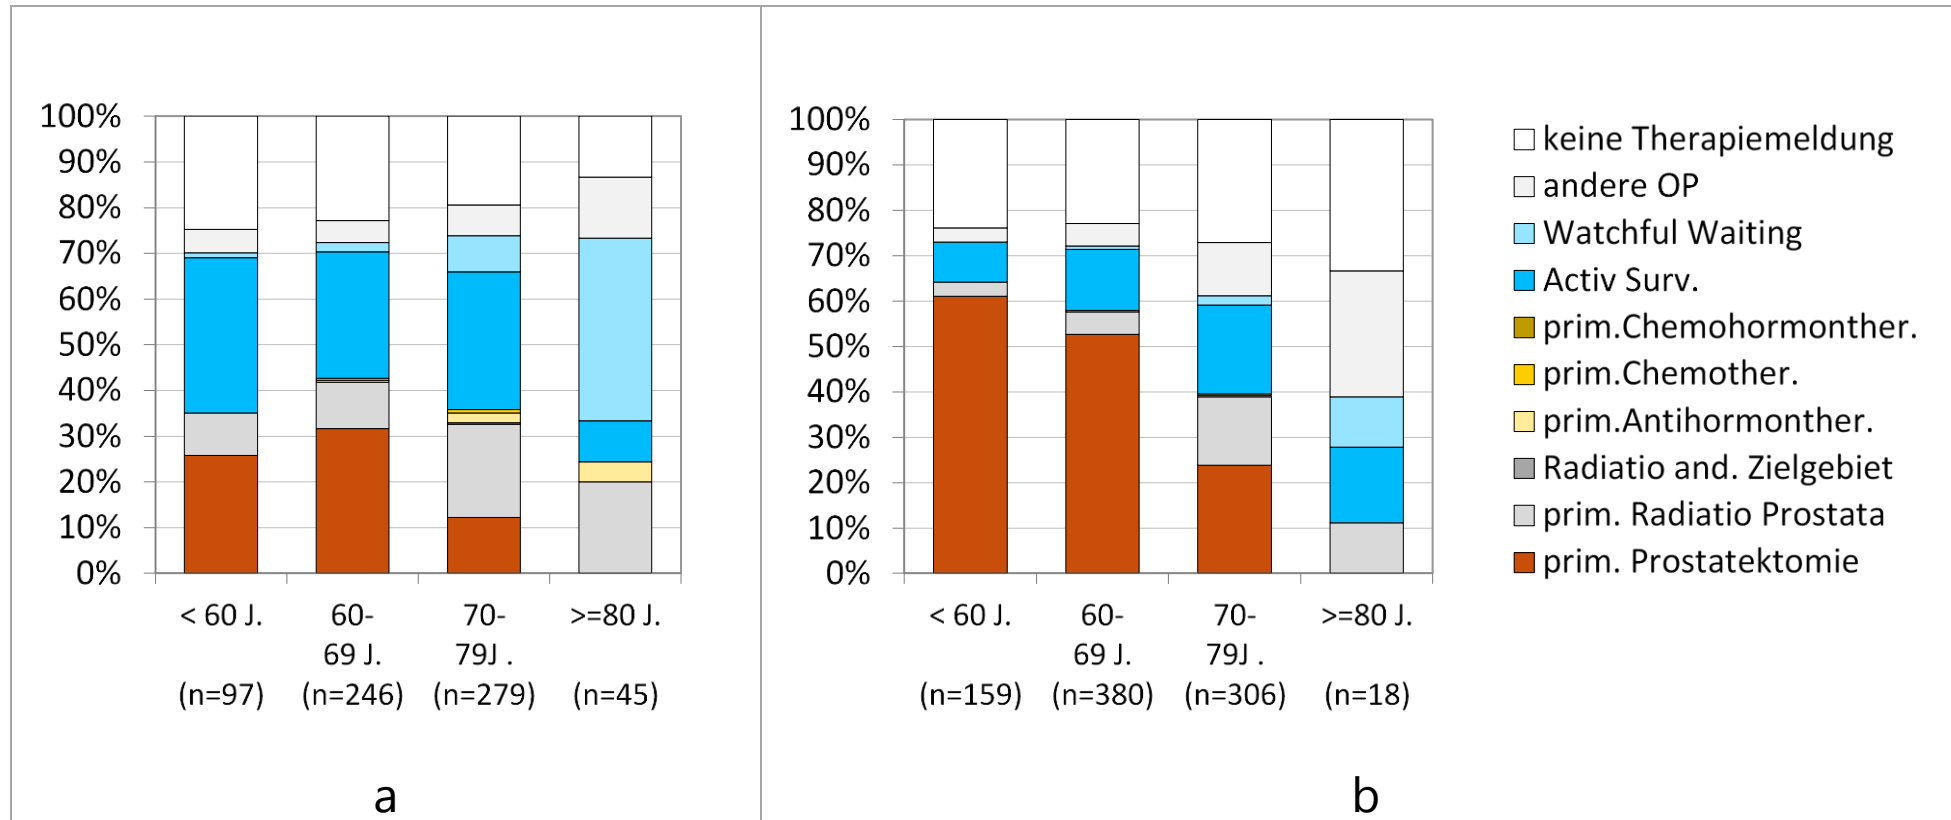 100%
90%
80%
70%
60%
50%
40%
30%
20%
10%
0%
< 60 J.
(n=97)
60-
69 J.
(n=246)
70-
79J .
(n=279)
>=80 J.
(n=45)
a
100%
90%
80%
70%
60%
50%
40%
30%
20%
10%
0%
< 60 J.
(n=159)
60-
69 J.
(n=380)
70-
79J .
(n=306)
>=80 J.
(n=18)
b
keine Therapiemeldung
andere OP
Watchful Waiting
Activ Surv.
prim.Chemohormonther.
prim.Chemother.
prim.Antihormonther.
Radiatio and. Zielgebiet
prim. Radiatio Prostata
prim. Prostatektomie